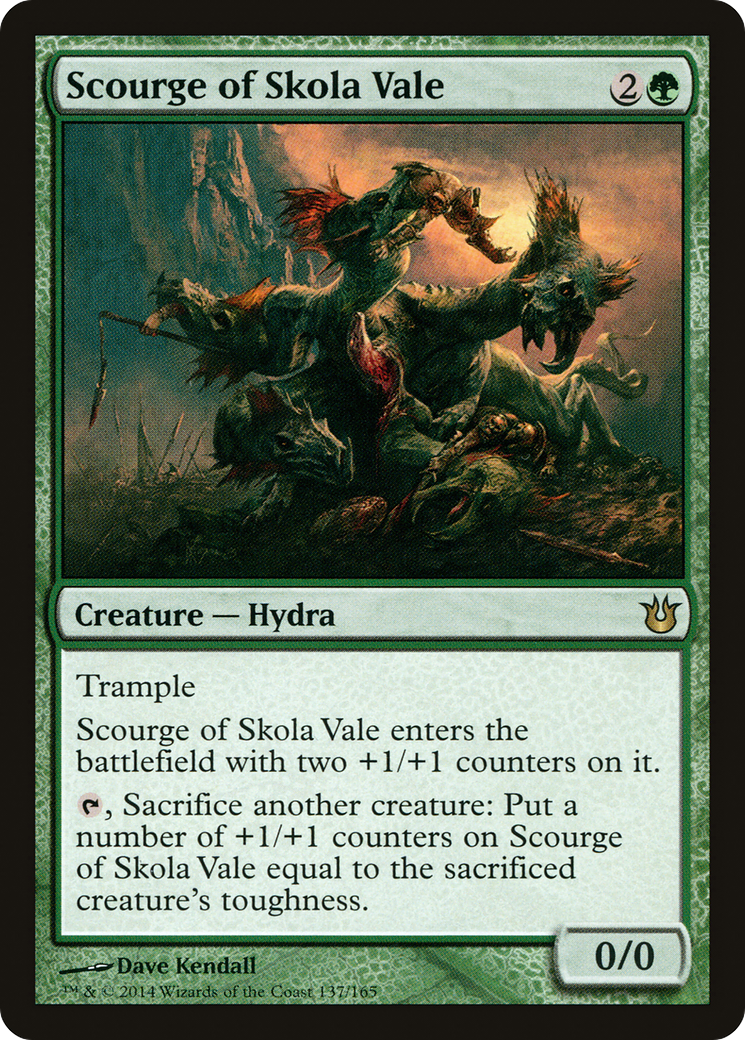 Scourge of Skola Vale 2
Creature — Hydra
Trample
Scourge of Skola Vale enters the
battlefield with two +1/+1 counters on it.
, Sacrifice another creature: Put a
number of +1/+1 counters on Scourge
of Skola Vale equal to the sacrificed
creature's toughness.
0/0
Dave Kendall
™ & © 2014 Wizards of the Coast 137/165